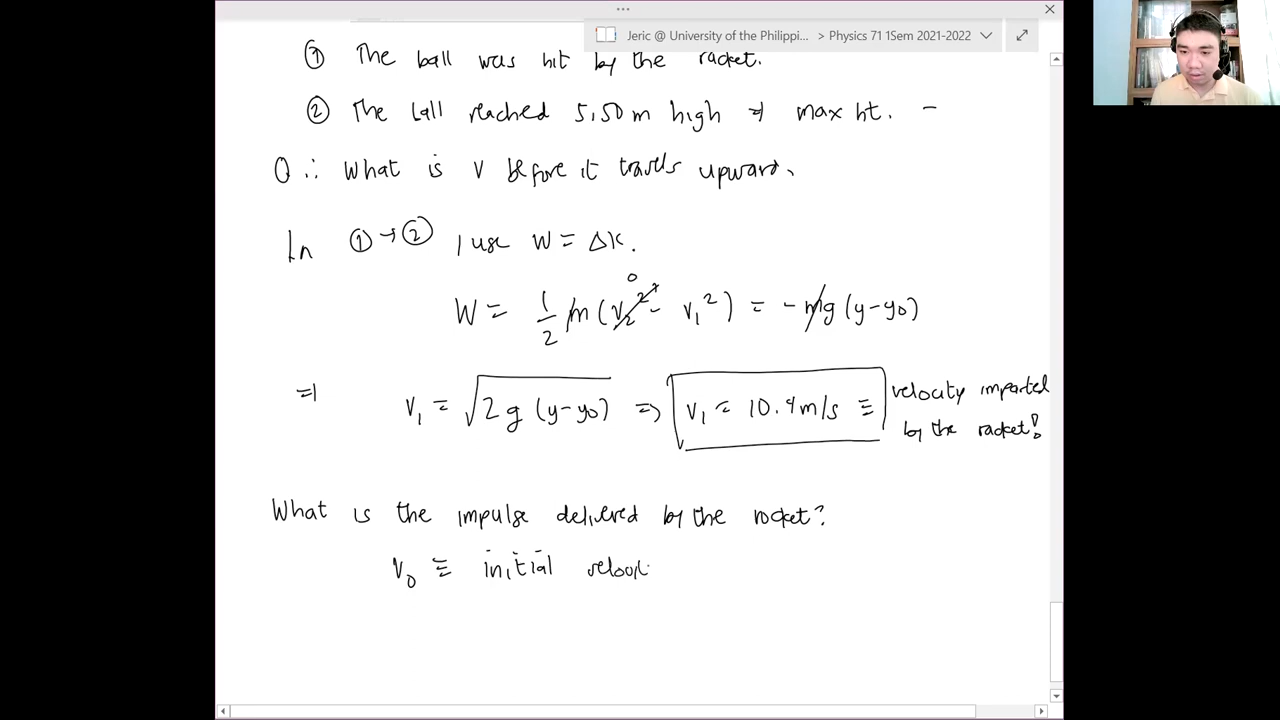 Jeric @ University of the Philippi... > Physics 71 1Sem 2021-2022
① The ball was hit by the racket.
② The ball reached 5.50 m high ⇒ max ht. -
Q ∴ What is v before it travels upward.
In ① → ② , use W = ΔK.
W = 1/2 m (v₂² - v₁²) = - mg (y - y₀)
0
⇒ v₁ = √2g (y - y₀) ⇒ v₁ = 10.4 m/s ≡ velocity imparted
by the racket!
What is the impulse delivered by the racket?
v₀ ≡ initial veloci